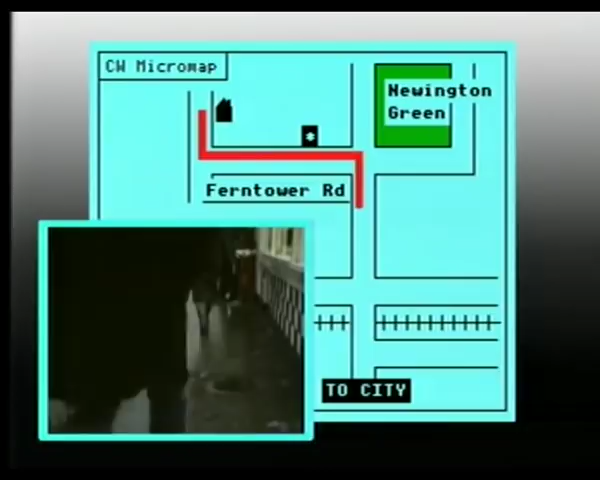 CW Micromap
Newington
Green
*
Ferntower Rd
TO CITY